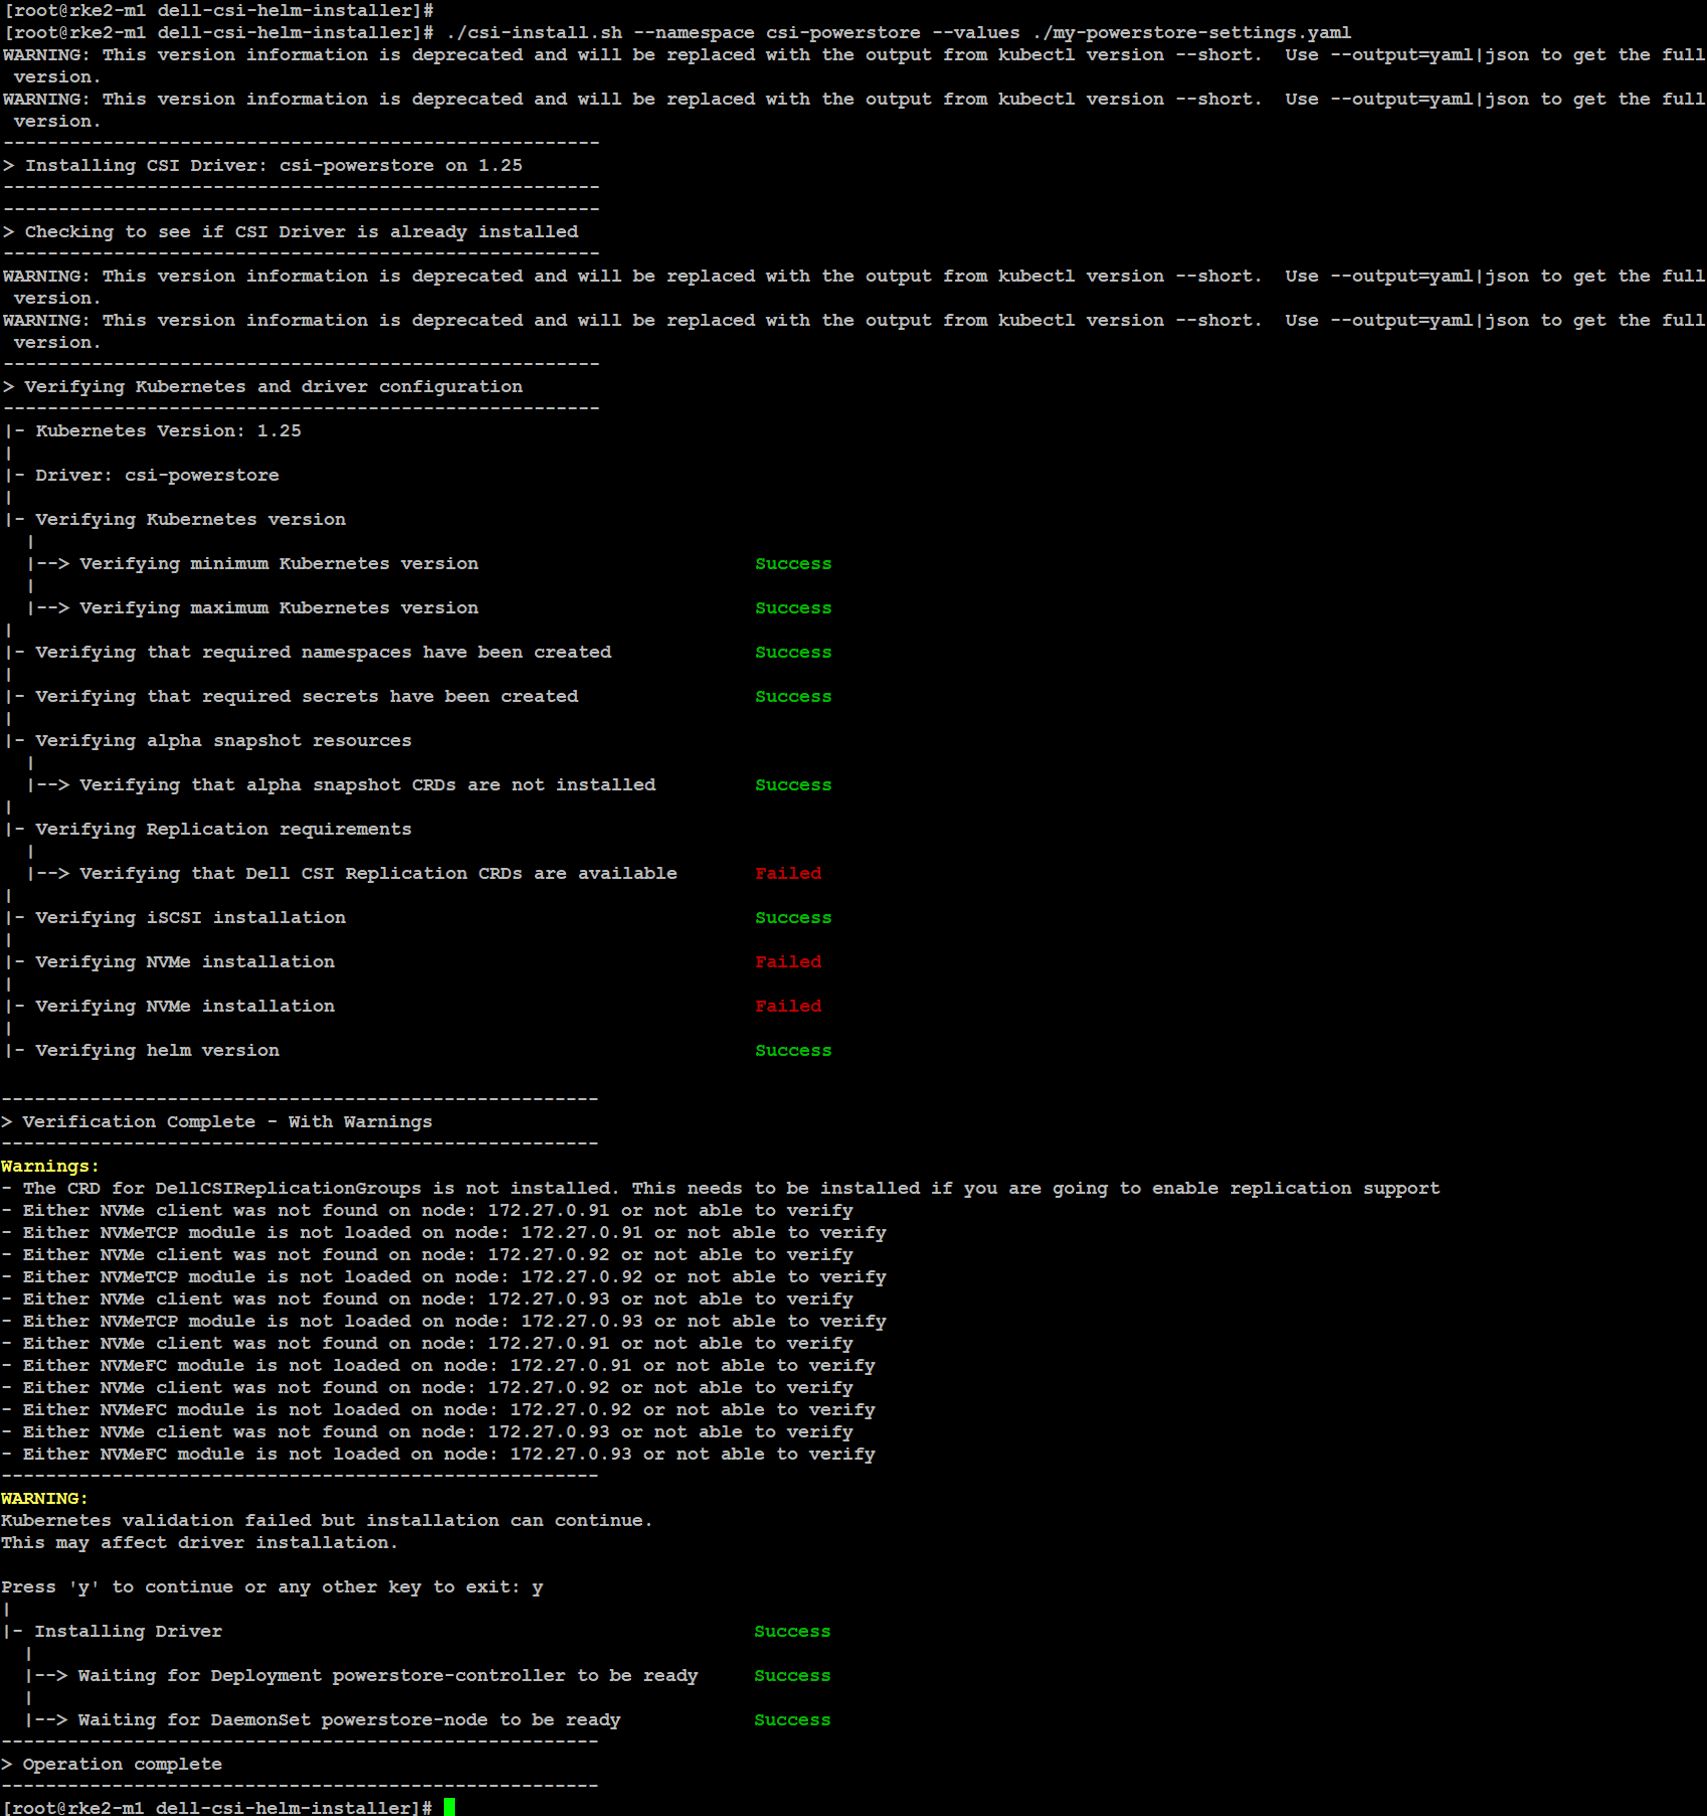 [root@rke2-m1 dell-csi-helm-installer]#
[root@rke2-m1 dell-csi-helm-installer]# ./csi-install.sh --namespace csi-powerstore --values ./my-powerstore-settings.yaml
WARNING: This version information is deprecated and will be replaced with the output from kubectl version --short.  Use --output=yaml|json to get the full
 version.
WARNING: This version information is deprecated and will be replaced with the output from kubectl version --short.  Use --output=yaml|json to get the full
 version.
------------------------------------------------------
> Installing CSI Driver: csi-powerstore on 1.25
------------------------------------------------------
------------------------------------------------------
> Checking to see if CSI Driver is already installed
------------------------------------------------------
WARNING: This version information is deprecated and will be replaced with the output from kubectl version --short.  Use --output=yaml|json to get the full
 version.
WARNING: This version information is deprecated and will be replaced with the output from kubectl version --short.  Use --output=yaml|json to get the full
 version.
------------------------------------------------------
> Verifying Kubernetes and driver configuration
------------------------------------------------------
|- Kubernetes Version: 1.25
|
|- Driver: csi-powerstore
|
|- Verifying Kubernetes version
  |
  |--> Verifying minimum Kubernetes version                         Success
  |
  |--> Verifying maximum Kubernetes version                         Success
|
|- Verifying that required namespaces have been created             Success
|
|- Verifying that required secrets have been created                Success
|
|- Verifying alpha snapshot resources
  |
  |--> Verifying that alpha snapshot CRDs are not installed         Success
|
|- Verifying Replication requirements
  |
  |--> Verifying that Dell CSI Replication CRDs are available       Failed
|
|- Verifying iSCSI installation                                     Success
|
|- Verifying NVMe installation                                      Failed
|
|- Verifying NVMe installation                                      Failed
|
|- Verifying helm version                                           Success

------------------------------------------------------
> Verification Complete - With Warnings
------------------------------------------------------
Warnings:
- The CRD for DellCSIReplicationGroups is not installed. This needs to be installed if you are going to enable replication support
- Either NVMe client was not found on node: 172.27.0.91 or not able to verify
- Either NVMeTCP module is not loaded on node: 172.27.0.91 or not able to verify
- Either NVMe client was not found on node: 172.27.0.92 or not able to verify
- Either NVMeTCP module is not loaded on node: 172.27.0.92 or not able to verify
- Either NVMe client was not found on node: 172.27.0.93 or not able to verify
- Either NVMeTCP module is not loaded on node: 172.27.0.93 or not able to verify
- Either NVMe client was not found on node: 172.27.0.91 or not able to verify
- Either NVMeFC module is not loaded on node: 172.27.0.91 or not able to verify
- Either NVMe client was not found on node: 172.27.0.92 or not able to verify
- Either NVMeFC module is not loaded on node: 172.27.0.92 or not able to verify
- Either NVMe client was not found on node: 172.27.0.93 or not able to verify
- Either NVMeFC module is not loaded on node: 172.27.0.93 or not able to verify
------------------------------------------------------
WARNING:
Kubernetes validation failed but installation can continue.
This may affect driver installation.

Press 'y' to continue or any other key to exit: y
|
|- Installing Driver                                                Success
  |
  |--> Waiting for Deployment powerstore-controller to be ready     Success
  |
  |--> Waiting for DaemonSet powerstore-node to be ready            Success
------------------------------------------------------
> Operation complete
------------------------------------------------------
[root@rke2-m1 dell-csi-helm-installer]#